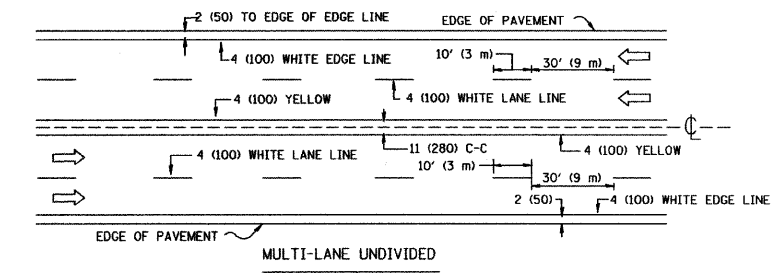 2 (50) TO EDGE OF EDGE LINE
EDGE OF PAVEMENT
4 (100) WHITE EDGE LINE
10' (3 m)
30' (9 m)
4 (100) YELLOW
4 (100) WHITE LANE LINE
℄
4 (100) WHITE LANE LINE
11 (280) C-C
4 (100) YELLOW
10' (3 m)
30' (9 m)
2 (50)
4 (100) WHITE EDGE LINE
EDGE OF PAVEMENT
MULTI-LANE UNDIVIDED